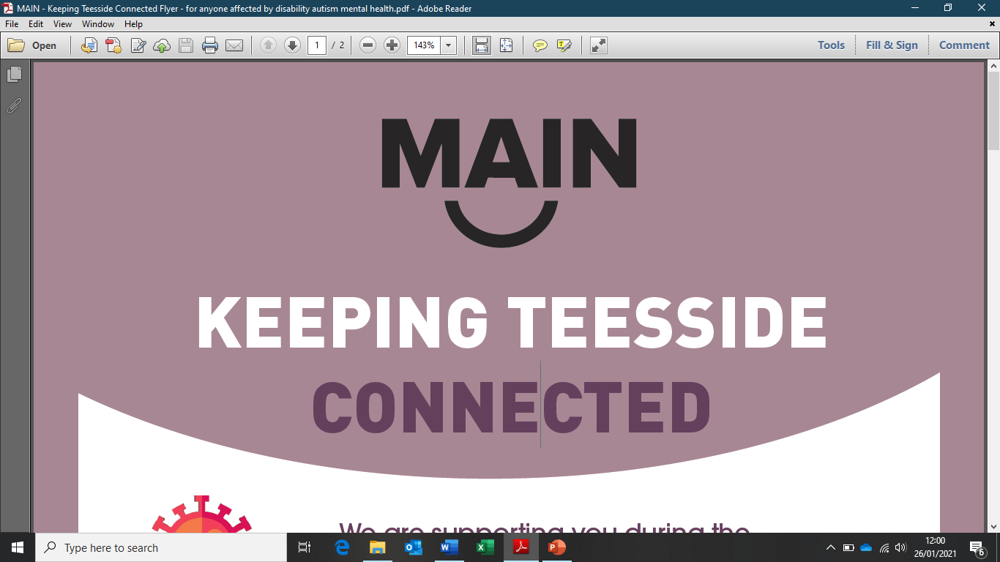 MAIN - Keeping Teesside Connected Flyer - for anyone affected by disability autism mental health.pdf - Adobe Reader
File Edit View Window Help
Open 1 / 2 143% Tools Fill & Sign Comment
MAIN
KEEPING TEESSIDE
CONNECTED
We are supporting you during the
Type here to search
12:00
26/01/2021
6